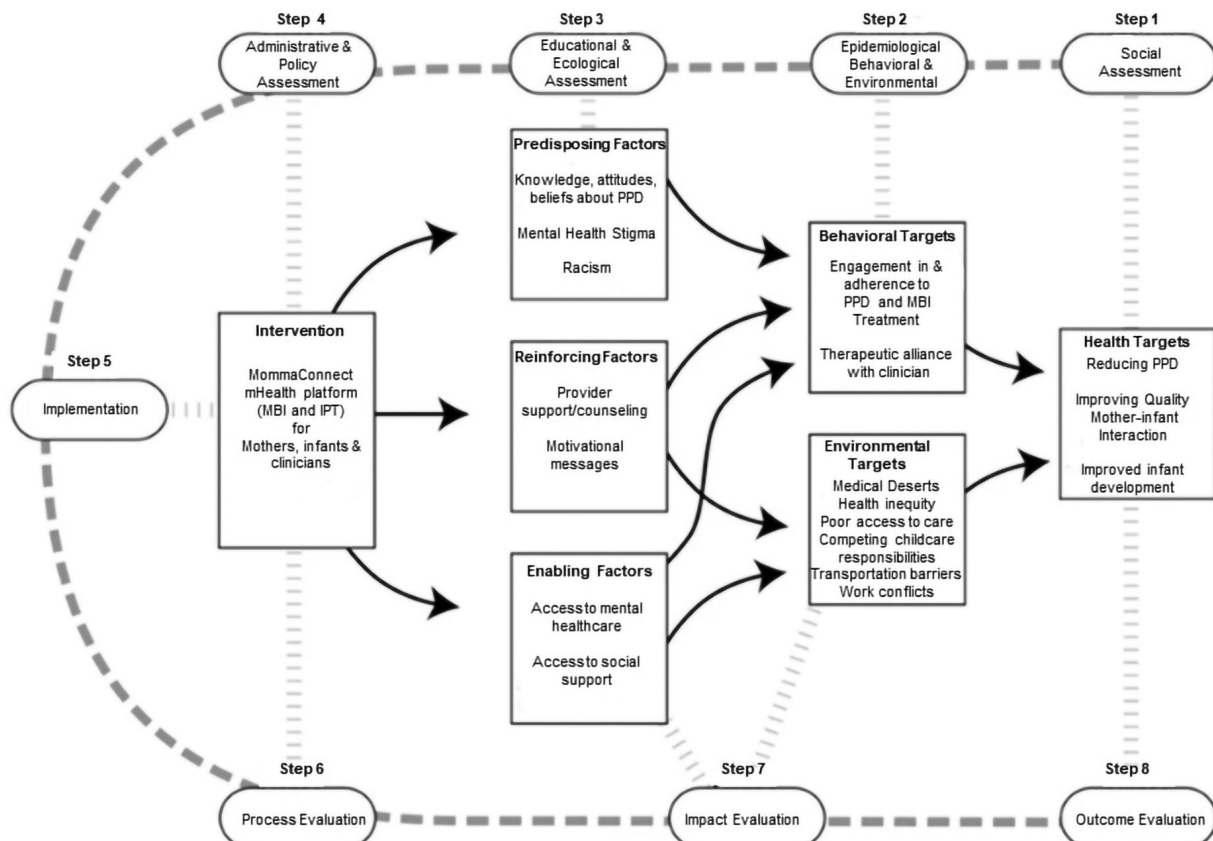 Step 4
Administrative &
Policy
Assessment
Step 3
Educational &
Ecological
Assessment
Step 2
Epidemiological
Behavioral &
Environmental
Step 1
Social
Assessment
Predisposing Factors
Knowledge, attitudes,
beliefs about PPD
Mental Health Stigma
Racism
Behavioral Targets
Engagement in &
adherence to
PPD and MBI
Treatment
Therapeutic alliance
with clinician
Intervention
MommaConnect
mHealth platform
(MBI and IPT)
for
Mothers, infants &
clinicians
Reinforcing Factors
Provider
support/counseling
Motivational
messages
Health Targets
Reducing PPD
Improving Quality
Mother-infant
Interaction
Improved infant
development
Step 5
Implementation
Environmental
Targets
Medical Deserts
Health inequity
Poor access to care
Competing childcare
responsibilities
Transportation barriers
Work conflicts
Enabling Factors
Access to mental
healthcare
Access to social
support
Step 6
Process Evaluation
Step 7
Impact Evaluation
Step 8
Outcome Evaluation